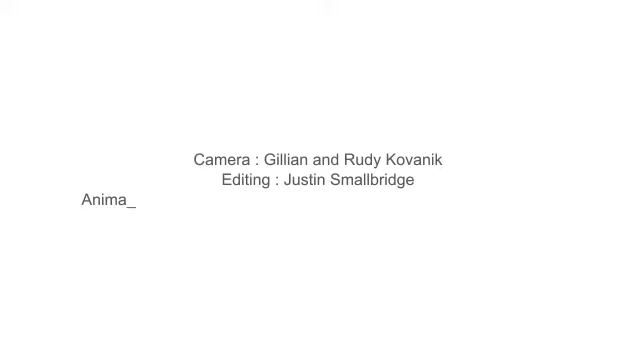 Camera : Gillian and Rudy Kovanik
Editing : Justin Smallbridge
Anima_